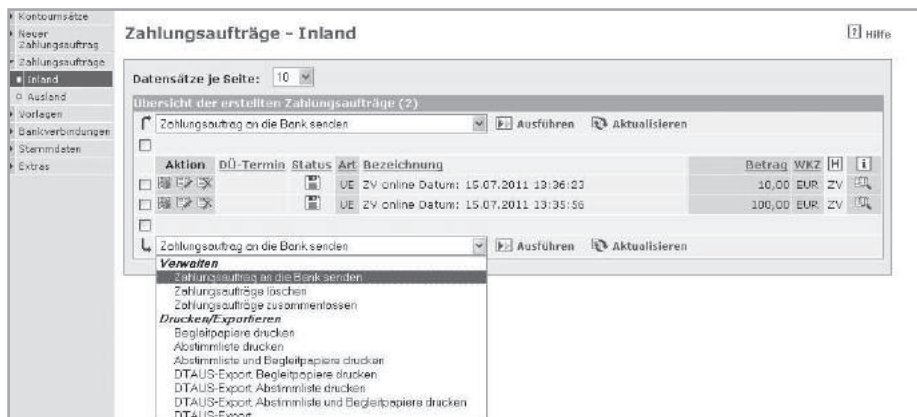 Kontoumsätze
Neuer
Zahlungsauftrag
Zahlungsaufträge
Inland
Ausland
Vorlagen
Bankverbindungen
Stammdaten
Extras
Zahlungsaufträge - Inland
? Hilfe
Datensätze je Seite: 10
Übersicht der erstellten Zahlungsaufträge (2)
Zahlungsauftrag an die Bank senden Ausführen Aktualisieren
Aktion DÜ-Termin Status Art Bezeichnung Betrag WKZ H i
UE ZV online Datum: 15.07.2011 13:36:23 10,00 EUR ZV
UE ZV online Datum: 15.07.2011 13:35:56 100,00 EUR ZV
Zahlungsauftrag an die Bank senden Ausführen Aktualisieren
Verwalten
Zahlungsauftrag an die Bank senden
Zahlungsaufträge löschen
Zahlungsaufträge zusammenfassen
Drucken/Exportieren
Begleitpapiere drucken
Abstimmliste drucken
Abstimmliste und Begleitpapiere drucken
DTAUS-Export, Begleitpapiere drucken
DTAUS-Export, Abstimmliste drucken
DTAUS-Export, Abstimmliste und Begleitpapiere drucken
DTAUS-Export